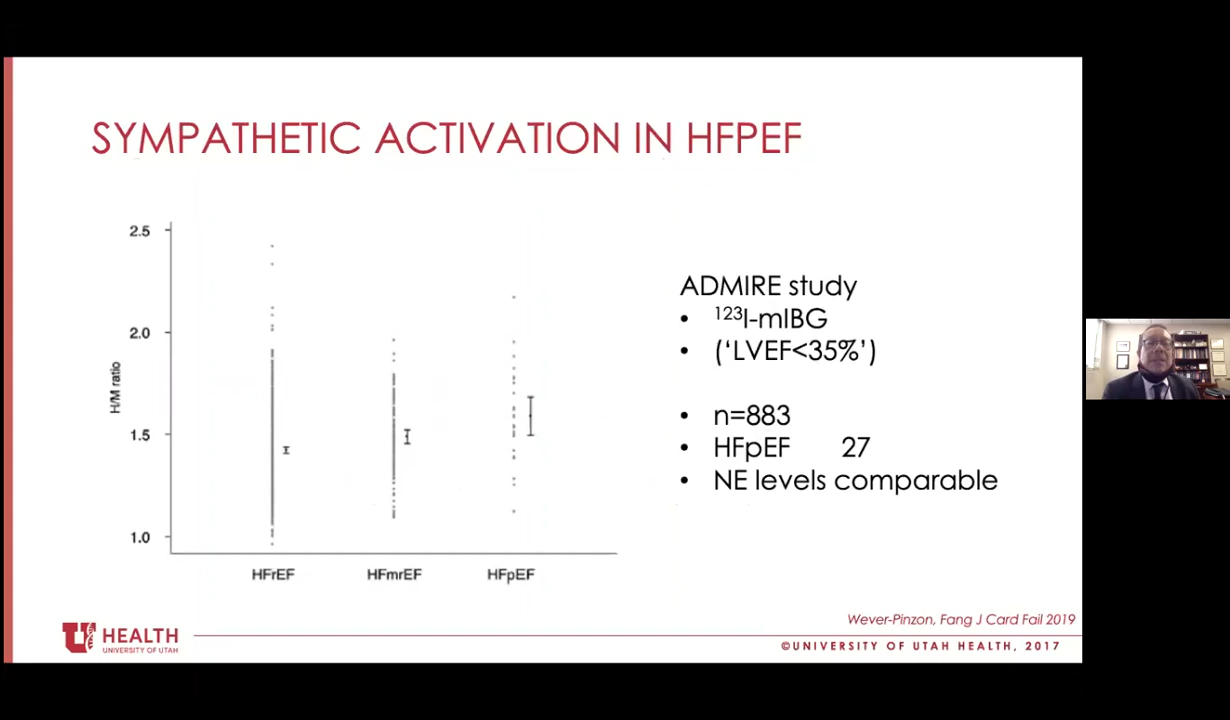 SYMPATHETIC ACTIVATION IN HFPEF
2.5
2.0
1.5
1.0
H/M ratio
HFrEF
HFmrEF
HFpEF
ADMIRE study
• ¹²³I-mIBG
• (‘LVEF<35%’)
• n=883
• HFpEF 27
• NE levels comparable
Wever-Pinzon, Fang J Card Fail 2019
U HEALTH
UNIVERSITY OF UTAH
©UNIVERSITY OF UTAH HEALTH, 2017